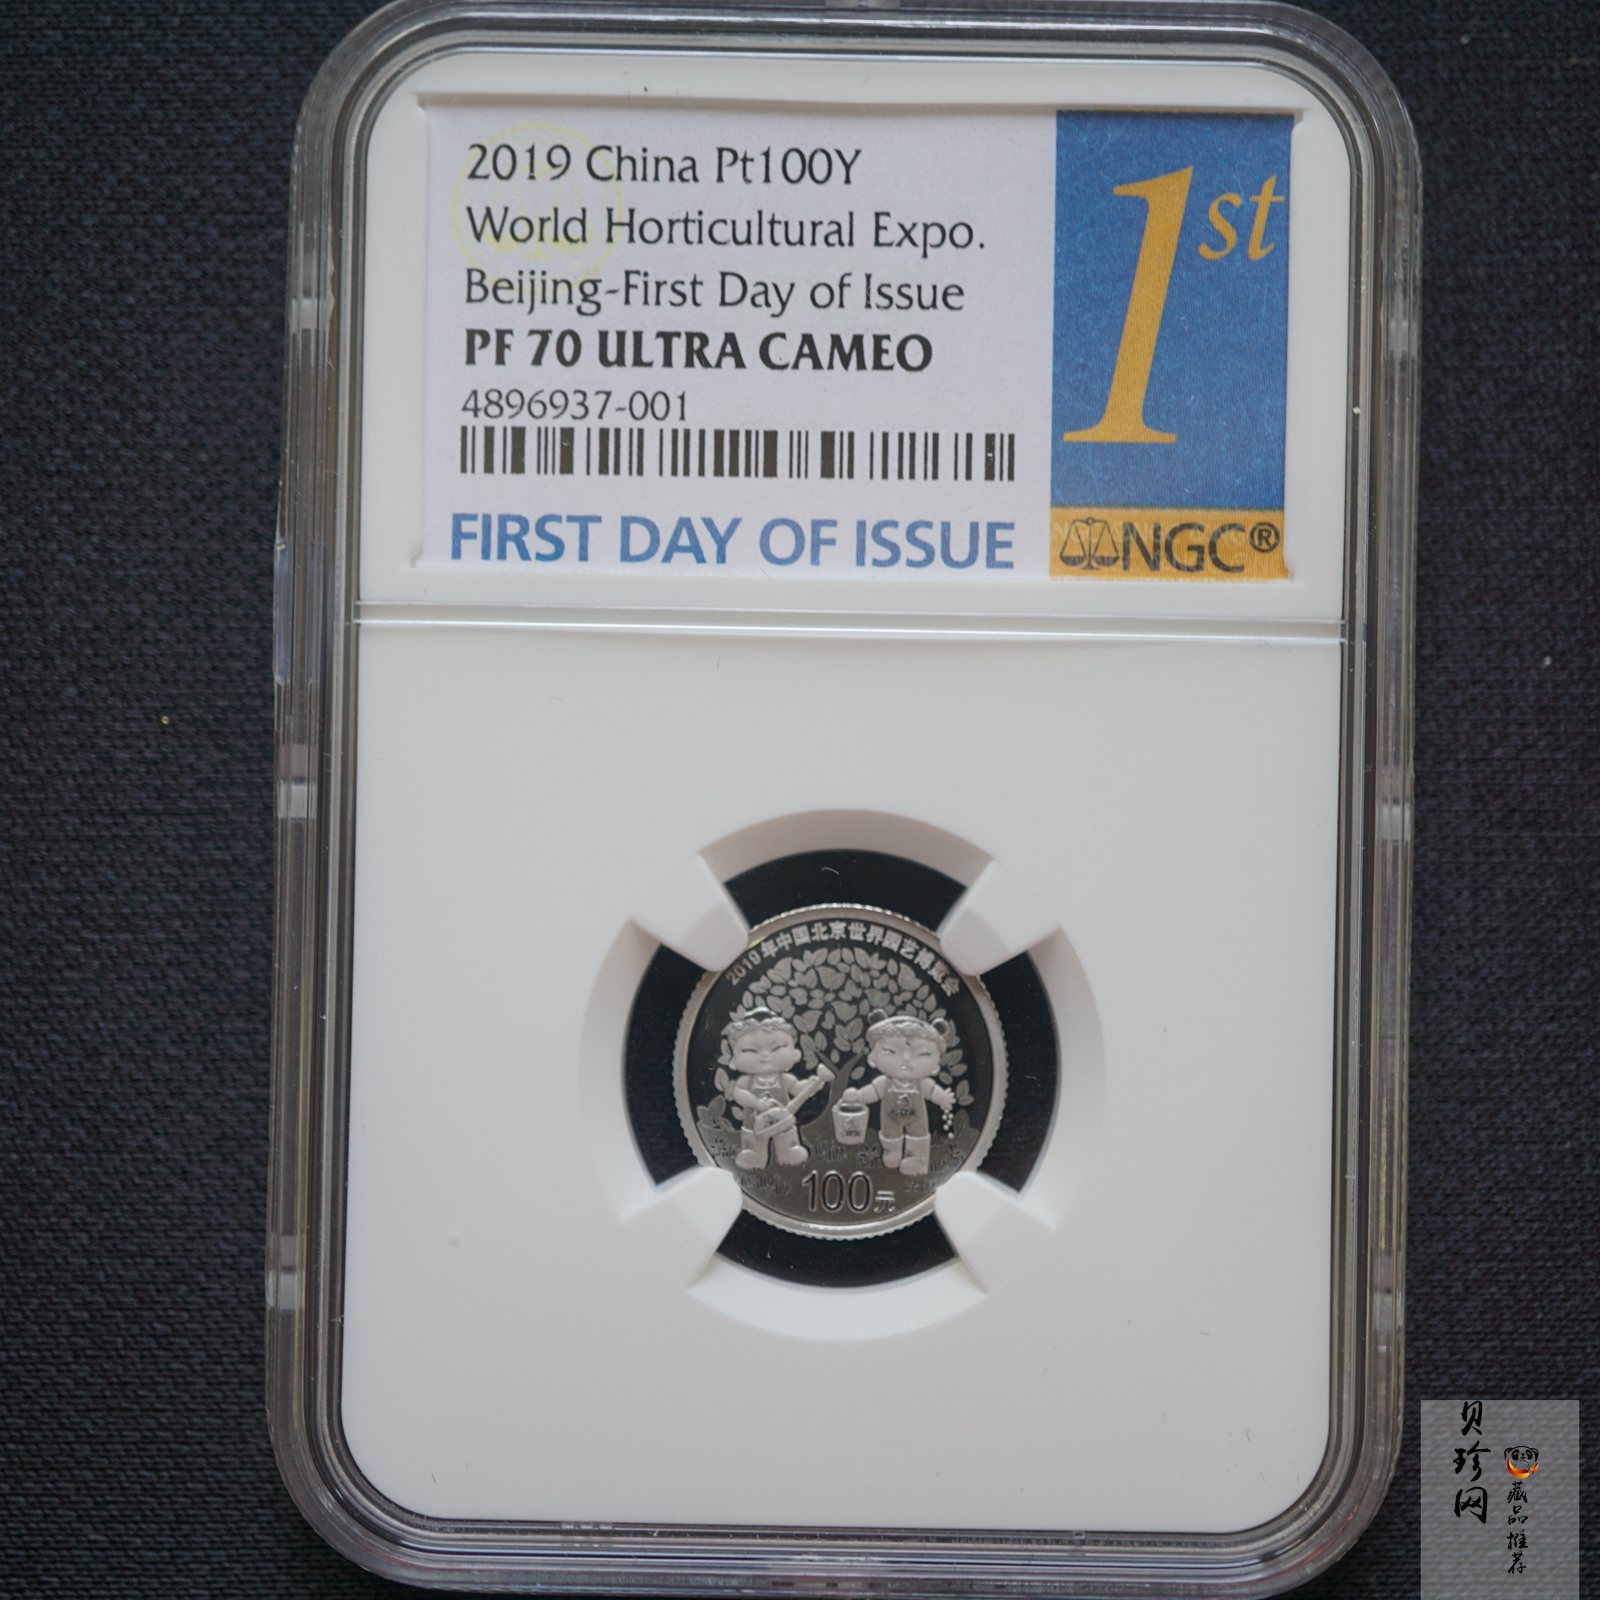 2019 China Pt100Y
World Horticultural Expo.
Beijing-First Day of Issue
PF 70 ULTRA CAMEO
4896937-001
FIRST DAY OF ISSUE
1st
NGC®
2019年中国北京世界园艺博览会
100元
贝珍网
藏品推荐